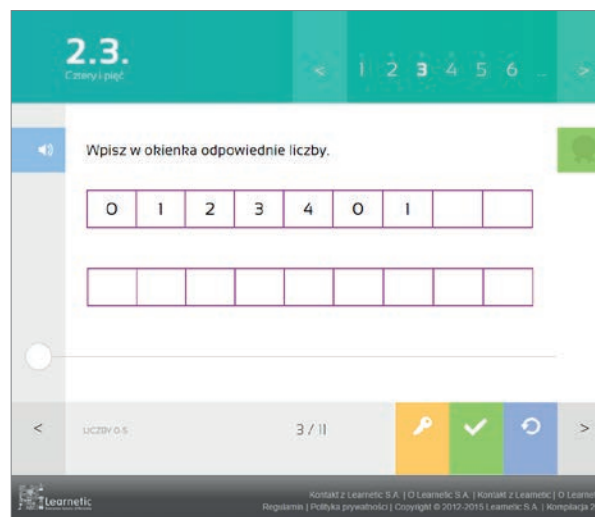 2.3.
Cztery i pięć
< 1 2 3 4 5 6 ... >
Wpisz w okienka odpowiednie liczby.
0 1 2 3 4 0 1
< LICZBY 0-5 3 / 11 >
Learnetic
Kontakt z Learnetic S.A. | O Learnetic S.A. | Kontakt z Learnetic | O Learne
Regulamin | Polityka prywatności | Copyright © 2012-2015 Learnetic S.A. | Kompilacja 2